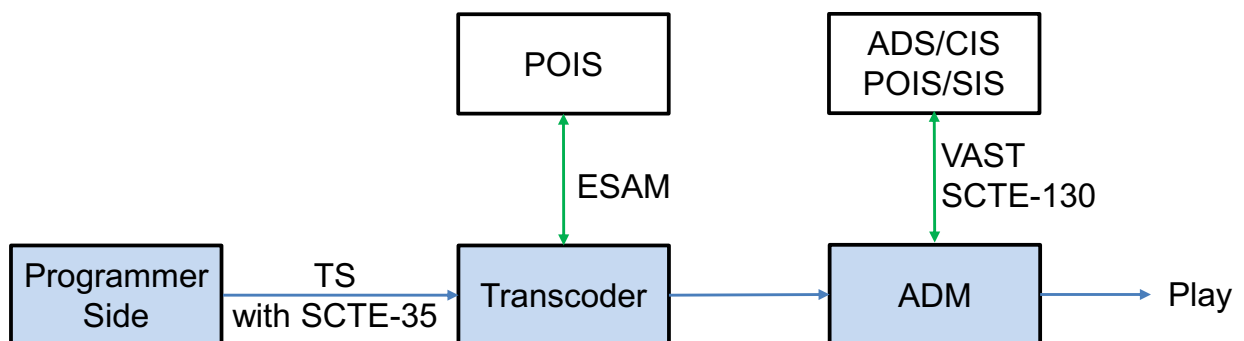 POIS
ADS/CIS
POIS/SIS
ESAM
VAST
SCTE-130
Programmer
Side
TS
with SCTE-35
Transcoder
ADM
Play